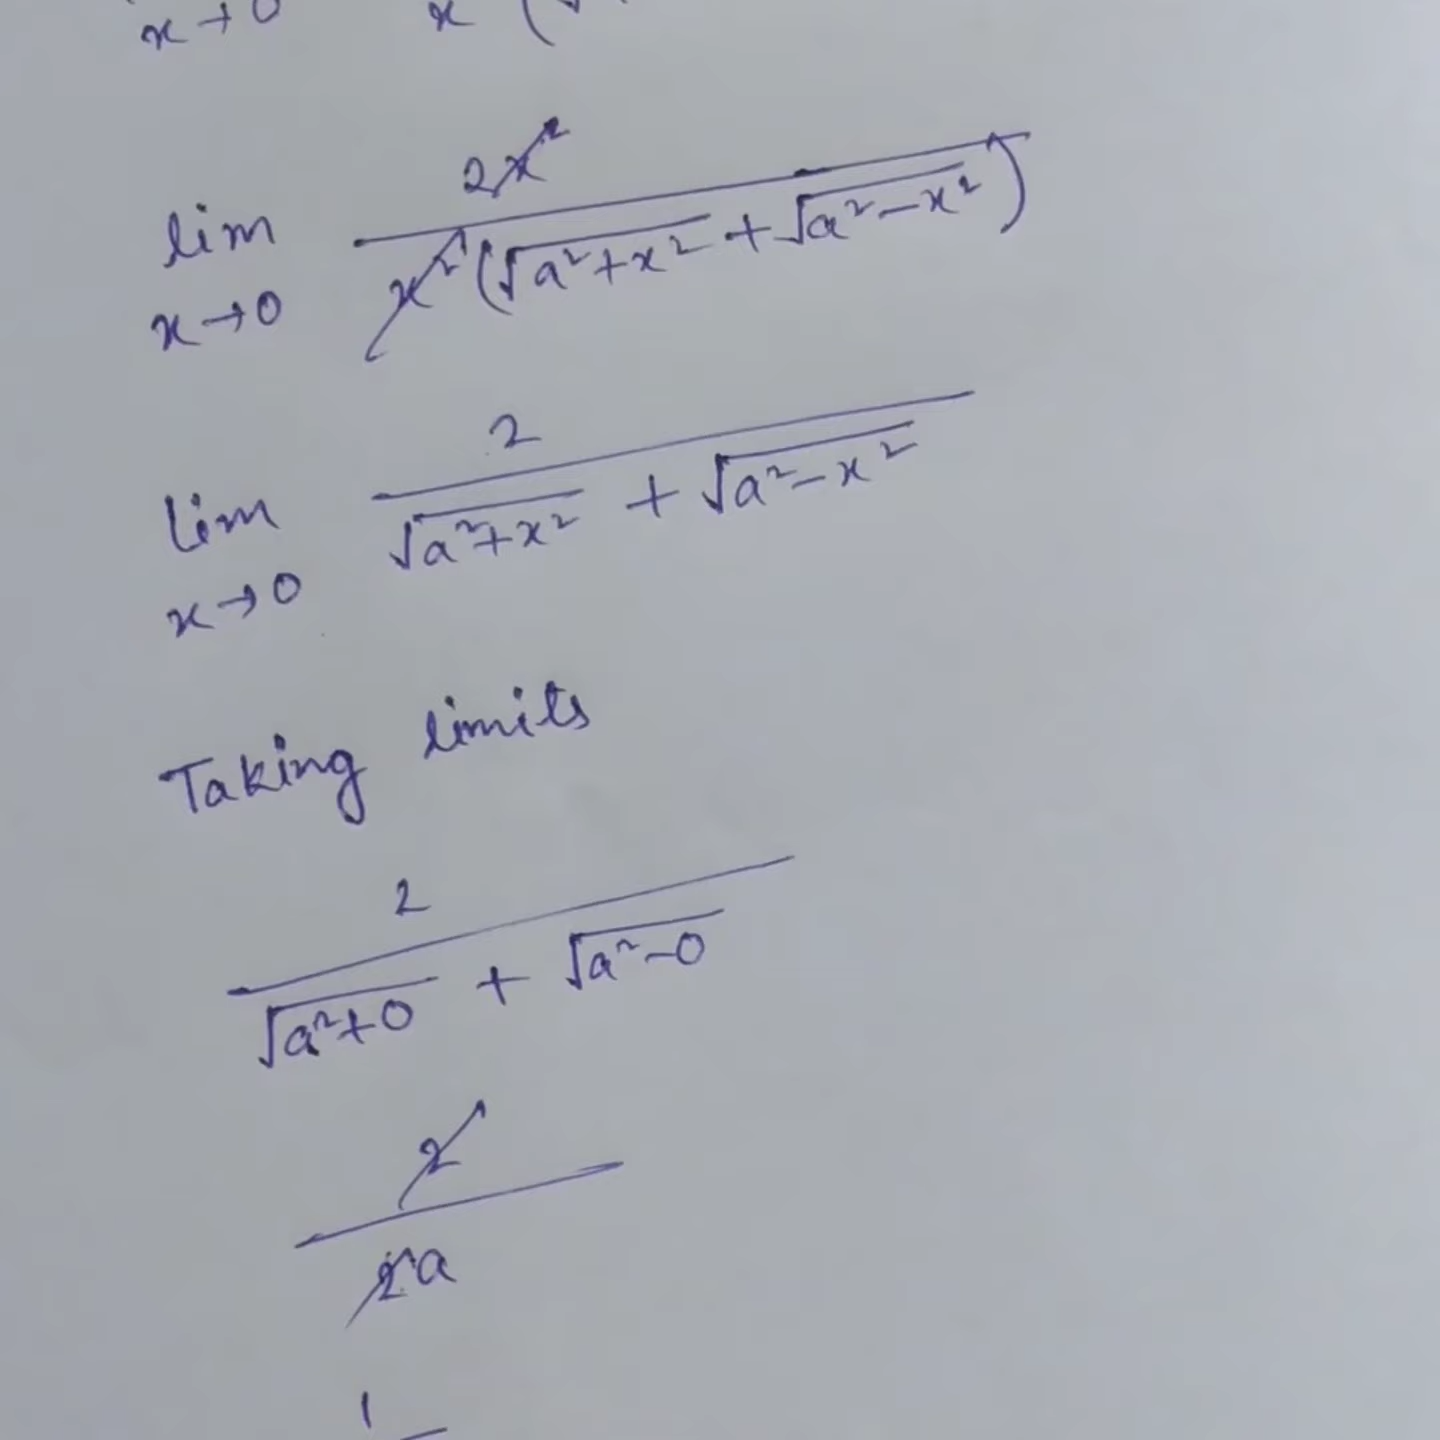 x→0 x (√
lim x→0 2x² / x²(√a²+x² + √a²-x²)
lim x→0 2 / √a²+x² + √a²-x²
Taking limits
2 / √a²+0 + √a²-0
2 / 2a
1